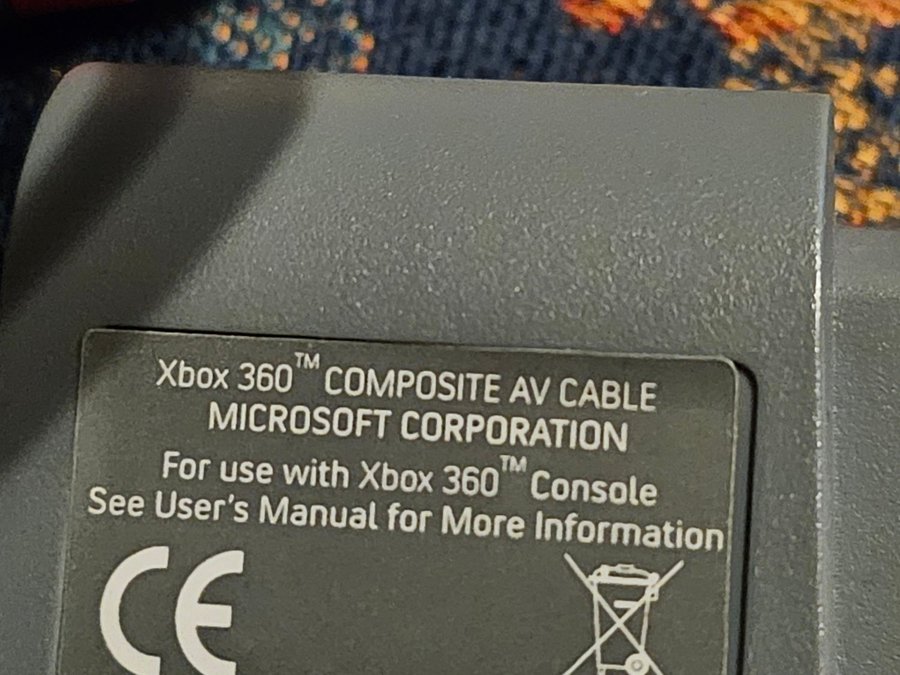 Xbox 360™ COMPOSITE AV CABLE
MICROSOFT CORPORATION
For use with Xbox 360™ Console
See User's Manual for More Information
CE